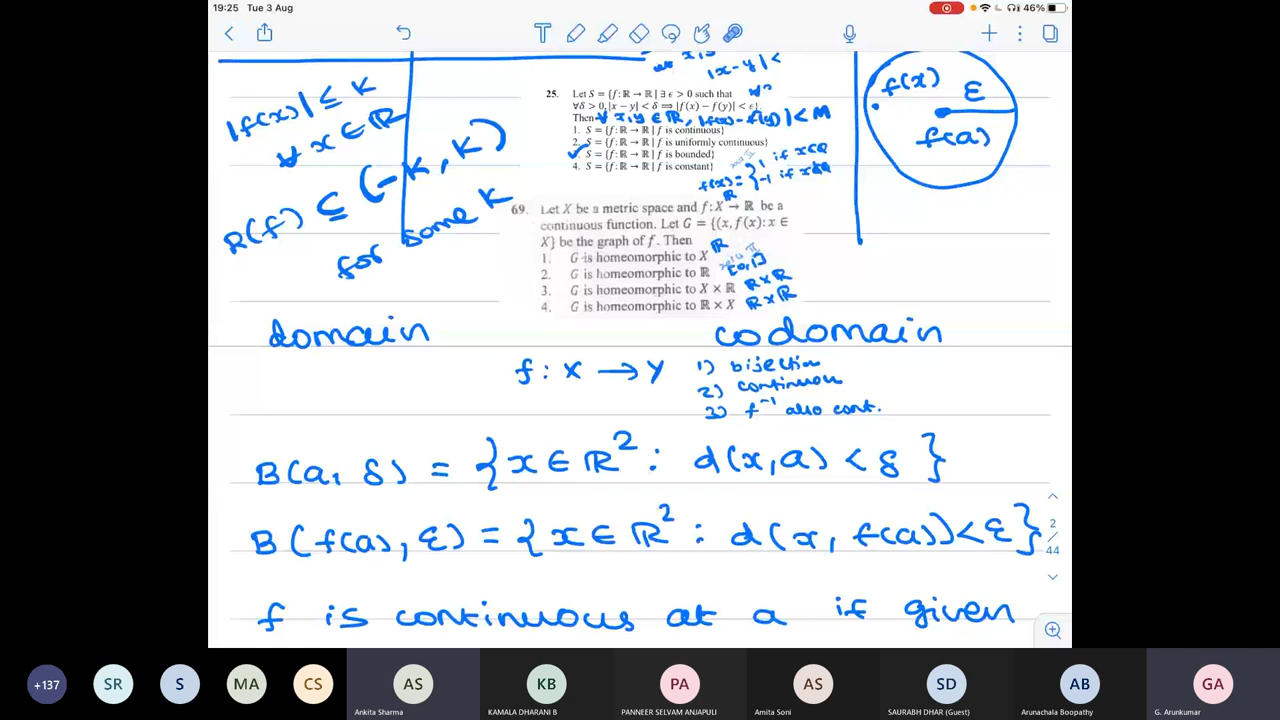 19:25 Tue 3 Aug
46%
|x-y| <
|f(x)| ≤ K
∀ x ∈ ℝ
R(f) ⊆ (-K, K)
for some K
25. Let S = {f: ℝ → ℝ | ∃ ϵ > 0 such that
∀δ > 0, |x − y| < δ ⟹ |f(x) − f(y)| < ϵ}.
Then ∀ x,y ∈ ℝ, |f(x)-f(y)| < M
1. S = {f: ℝ → ℝ | f is continuous}
2. S = {f: ℝ → ℝ | f is uniformly continuous}
3. S = {f: ℝ → ℝ | f is bounded}
4. S = {f: ℝ → ℝ | f is constant}
f(x) = { 1 if x∈Q
-1 if x∉Q
f(x)
ε
f(a)
ℝ
69. Let X be a metric space and f: X → ℝ be a
continuous function. Let G = {(x, f(x): x ∈
X} be the graph of f. Then
1. G is homeomorphic to X ℝ
2. G is homeomorphic to ℝ [0,1]
3. G is homeomorphic to X × ℝ ℝ×ℝ
4. G is homeomorphic to ℝ × X ℝ×ℝ
domain
codomain
f : X → Y
1) bijection
2) continuous
3) f⁻¹ also cont.
B(a, δ) = {x ∈ ℝ² : d(x,a) < δ}
B(f(a), ε) = {x ∈ ℝ² : d(x, f(a)) < ε}
f is continuous at a if given
2
/
44
+137
SR
S
MA
CS
AS
Ankita Sharma
KB
KAMALA DHARANI B
PA
PANNEER SELVAM ANJAPULI
AS
Amita Soni
SD
SAURABH DHAR (Guest)
AB
Arunachala Boopathy
GA
G. Arunkumar